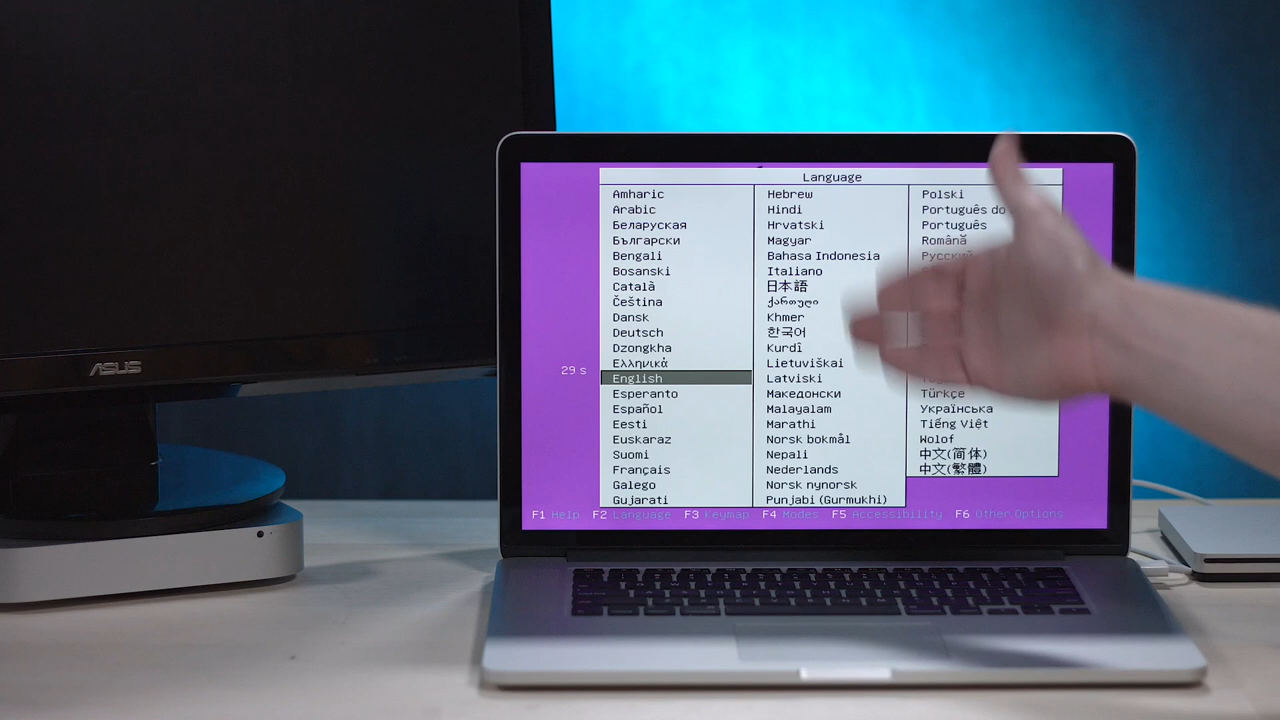 ASUS
Language
Amharic
Arabic
Беларуская
Български
Bengali
Bosanski
Català
Čeština
Dansk
Deutsch
Dzongkha
Ελληνικά
English
Esperanto
Español
Eesti
Euskaraz
Suomi
Français
Galego
Gujarati
Hebrew
Hindi
Hrvatski
Magyar
Bahasa Indonesia
Italiano
日本語
ქართული
Khmer
한국어
Kurdî
Lietuviškai
Latviski
Македонски
Malayalam
Marathi
Norsk bokmål
Nepali
Nederlands
Norsk nynorsk
Punjabi (Gurmukhi)
Polski
Português do
Português
Română
Русский
Türkçe
Українська
Tiếng Việt
Wolof
中文(简体)
中文(繁體)
29 s
F1 Help F2 Language F3 Keymap F4 Modes F5 Accessibility F6 Other Options